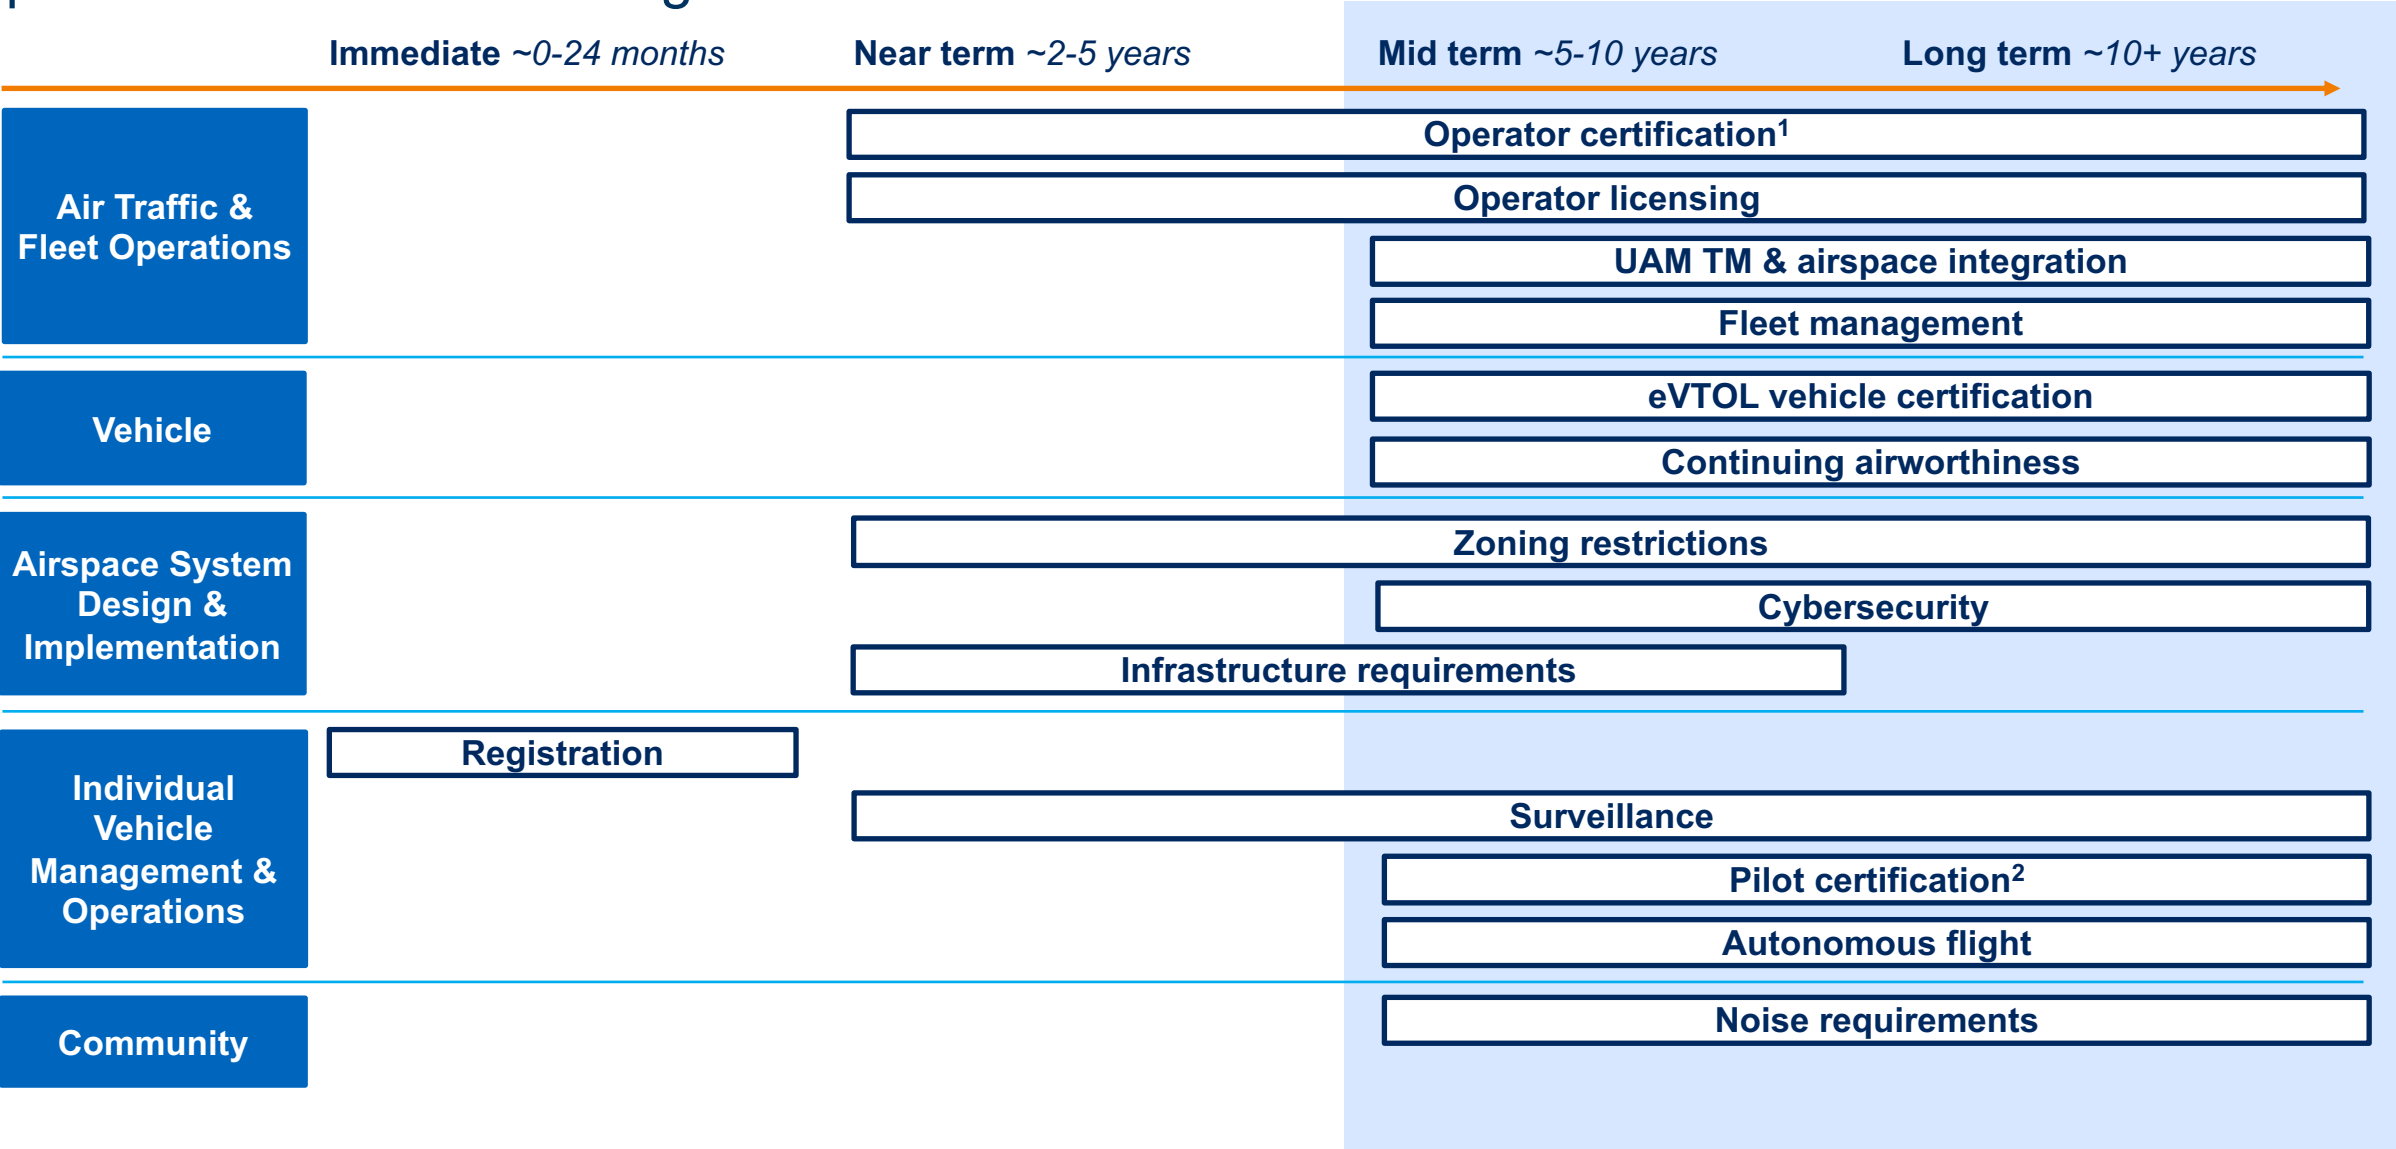 Immediate ~0-24 months
Near term ~2-5 years
Mid term ~5-10 years
Long term ~10+ years
Air Traffic &
Fleet Operations
Operator certification¹
Operator licensing
UAM TM & airspace integration
Fleet management
Vehicle
eVTOL vehicle certification
Continuing airworthiness
Airspace System
Design &
Implementation
Zoning restrictions
Cybersecurity
Infrastructure requirements
Individual
Vehicle
Management &
Operations
Registration
Surveillance
Pilot certification²
Autonomous flight
Community
Noise requirements